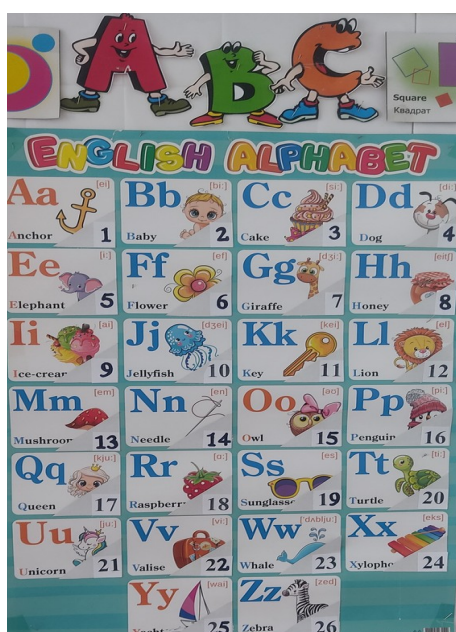 A B C
Square
Квадрат
ENGLISH ALPHABET
Aa [ei] Anchor 1
Bb [bi:] Baby 2
Cc [si:] Cake 3
Dd [di: Dog 4
Ee [i:] Elephant 5
Ff [ef] Flower 6
Gg [dʒi:] Giraffe 7
Hh [eitʃ] Honey 8
Ii [ai] Ice-crear 9
Jj [dʒei] Jellyfish 10
Kk [kei] Key 11
Ll [el] Lion 12
Mm [em] Mushroor 13
Nn [en] Needle 14
Oo [əo] Owl 15
Pp [pi:] Penguir 16
Qq [kju:] Queen 17
Rr [ɑ:] Raspberr 18
Ss [es] Sunglasse 19
Tt [ti:] Turtle 20
Uu [ju:] Unicorn 21
Vv [vi:] Valise 22
Ww [ˈdʌblju:] Whale 23
Xx [eks] Xylopho 24
Yy [wai] Yacht 25
Zz [zed] Zebra 26